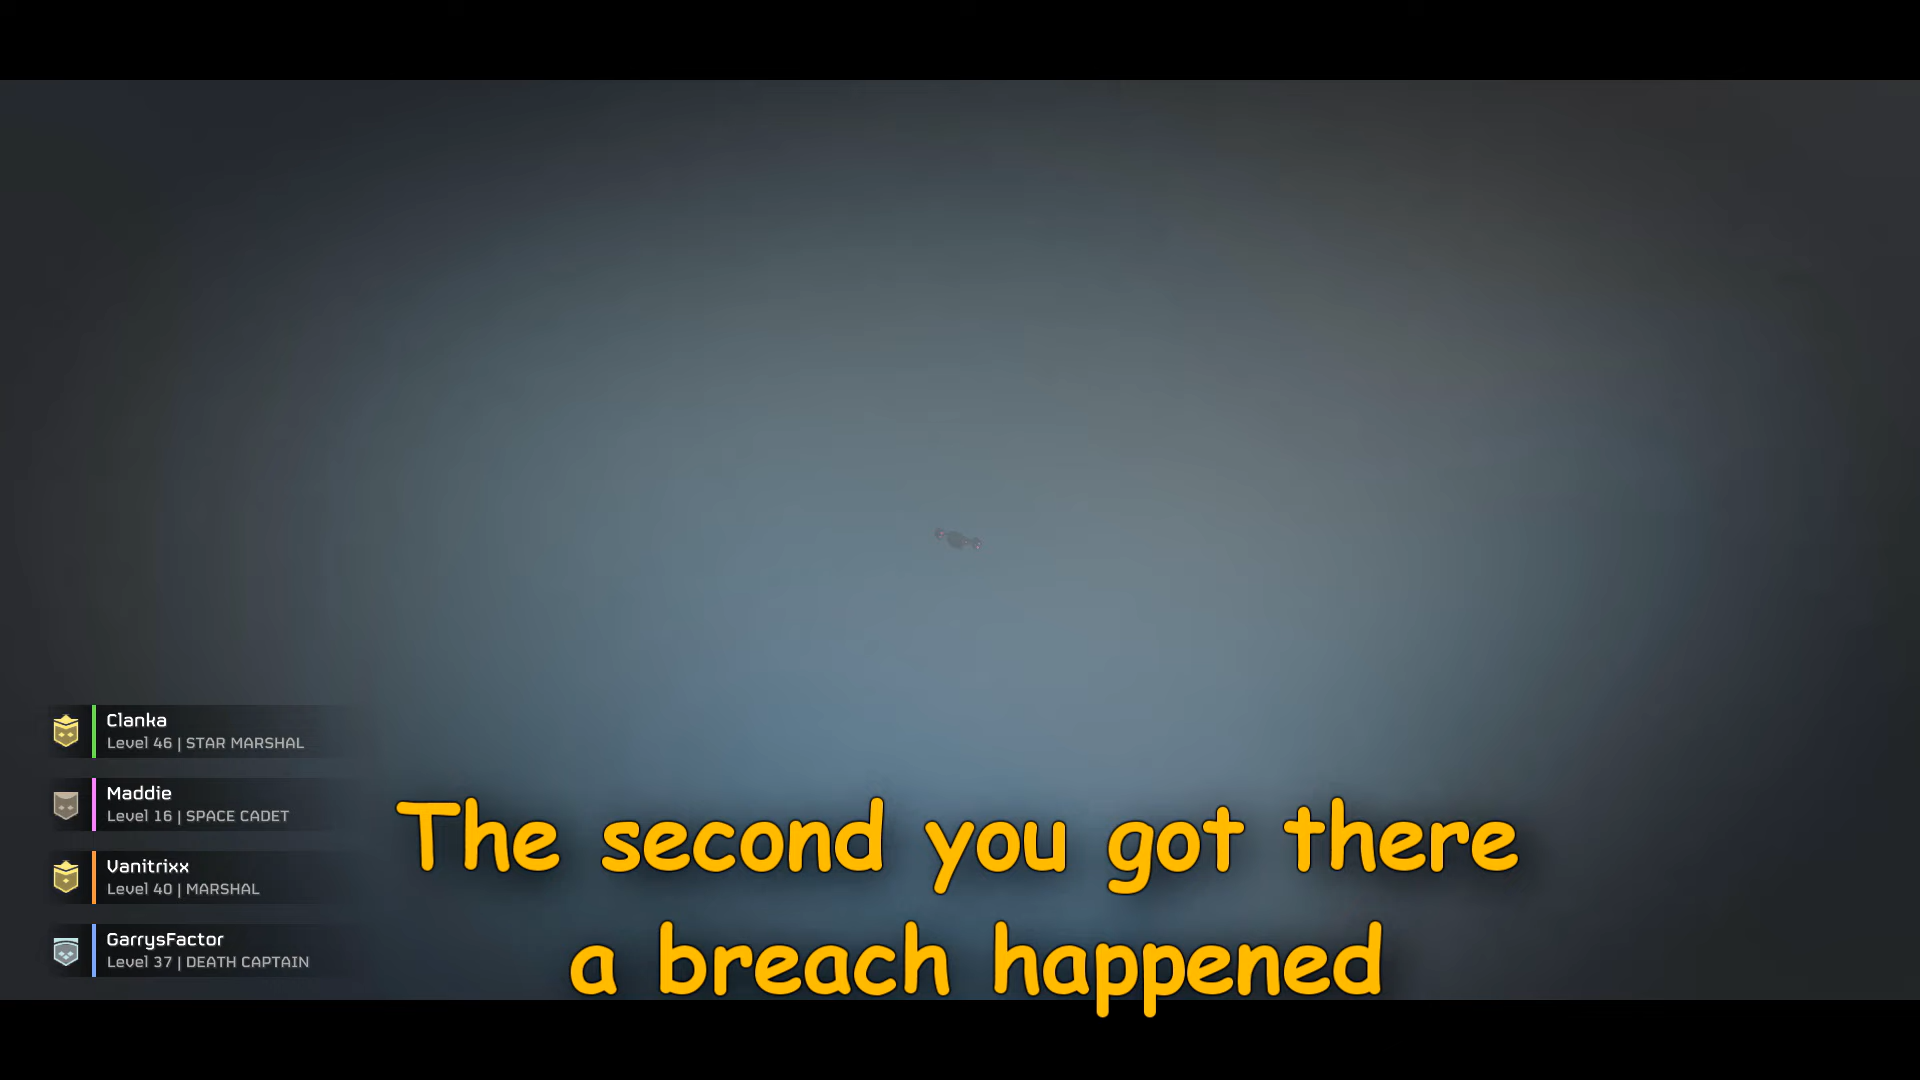 Clanka
Level 46 | STAR MARSHAL
Maddie
Level 16 | SPACE CADET
Vanitrixx
Level 40 | MARSHAL
GarrysFactor
Level 37 | DEATH CAPTAIN
The second you got there
a breach happened